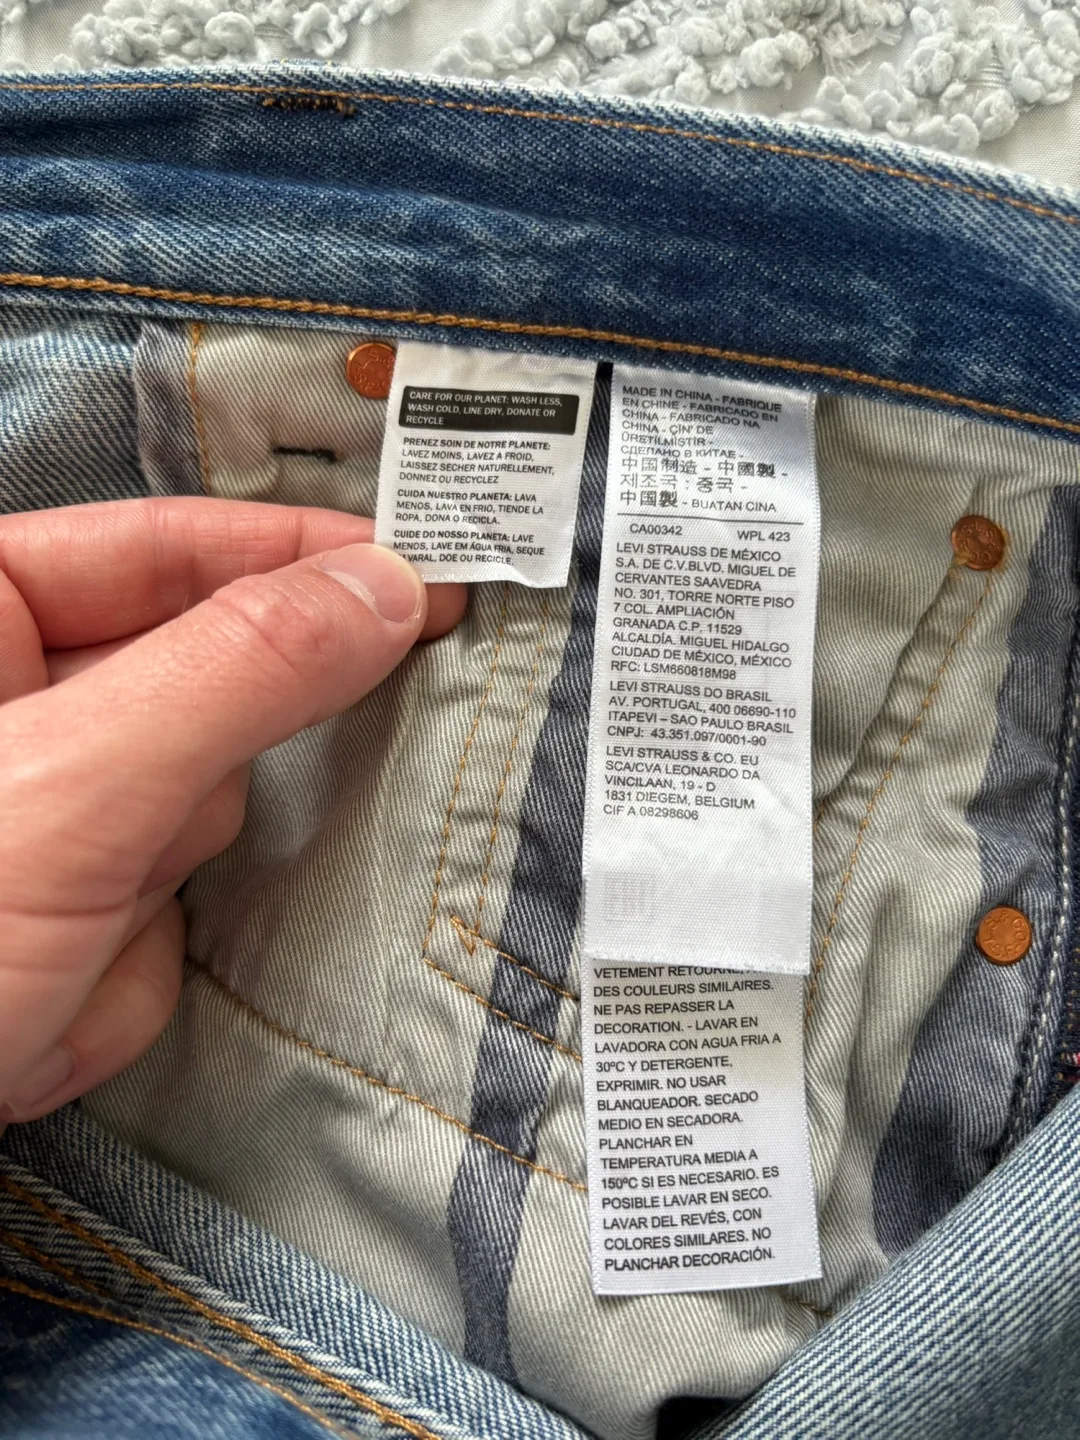 CARE FOR OUR PLANET: WASH LESS,
WASH COLD, LINE DRY, DONATE OR
RECYCLE
PRENEZ SOIN DE NOTRE PLANETE:
LAVEZ MOINS, LAVEZ A FROID,
LAISSEZ SECHER NATURELLEMENT,
DONNEZ OU RECYCLEZ
CUIDA NUESTRO PLANETA: LAVA
MENOS, LAVA EN FRIO, TIENDE LA
ROPA, DONA O RECICLA.
CUIDE DO NOSSO PLANETA: LAVE
MENOS, LAVE EM ÁGUA FRIA, SEQUE
VARAL, DOE OU RECICLE.
MADE IN CHINA - FABRIQUE
EN CHINE - FABRICADO EN
CHINA - FABRICADO NA
CHINA - ÇIN' DE
ÜRETILMIŞTIR -
СДЕЛАНО В КИТАЕ -
中国制造 - 中國製 -
제조국 : 중국 -
中国製 - BUATAN CINA
CA00342 WPL 423
LEVI STRAUSS DE MÉXICO
S.A. DE C.V.BLVD. MIGUEL DE
CERVANTES SAAVEDRA
NO. 301, TORRE NORTE PISO
7 COL. AMPLIACIÓN
GRANADA C.P. 11529
ALCALDÍA. MIGUEL HIDALGO
CIUDAD DE MÉXICO, MÉXICO
RFC: LSM660818M98
LEVI STRAUSS DO BRASIL
AV. PORTUGAL, 400 06690-110
ITAPEVI – SAO PAULO BRASIL
CNPJ: 43.351.097/0001-90
LEVI STRAUSS & CO. EU
SCA/CVA LEONARDO DA
VINCILAAN, 19 - D
1831 DIEGEM, BELGIUM
CIF A 08298606
VETEMENT
DES COULEURS SIMILAIRES.
NE PAS REPASSER LA
DECORATION. - LAVAR EN
LAVADORA CON AGUA FRIA A
30ºC Y DETERGENTE,
EXPRIMIR. NO USAR
BLANQUEADOR. SECADO
MEDIO EN SECADORA.
PLANCHAR EN
TEMPERATURA MEDIA A
150ºC SI ES NECESARIO. ES
POSIBLE LAVAR EN SECO.
LAVAR DEL REVÉS, CON
COLORES SIMILARES. NO
PLANCHAR DECORACIÓN.